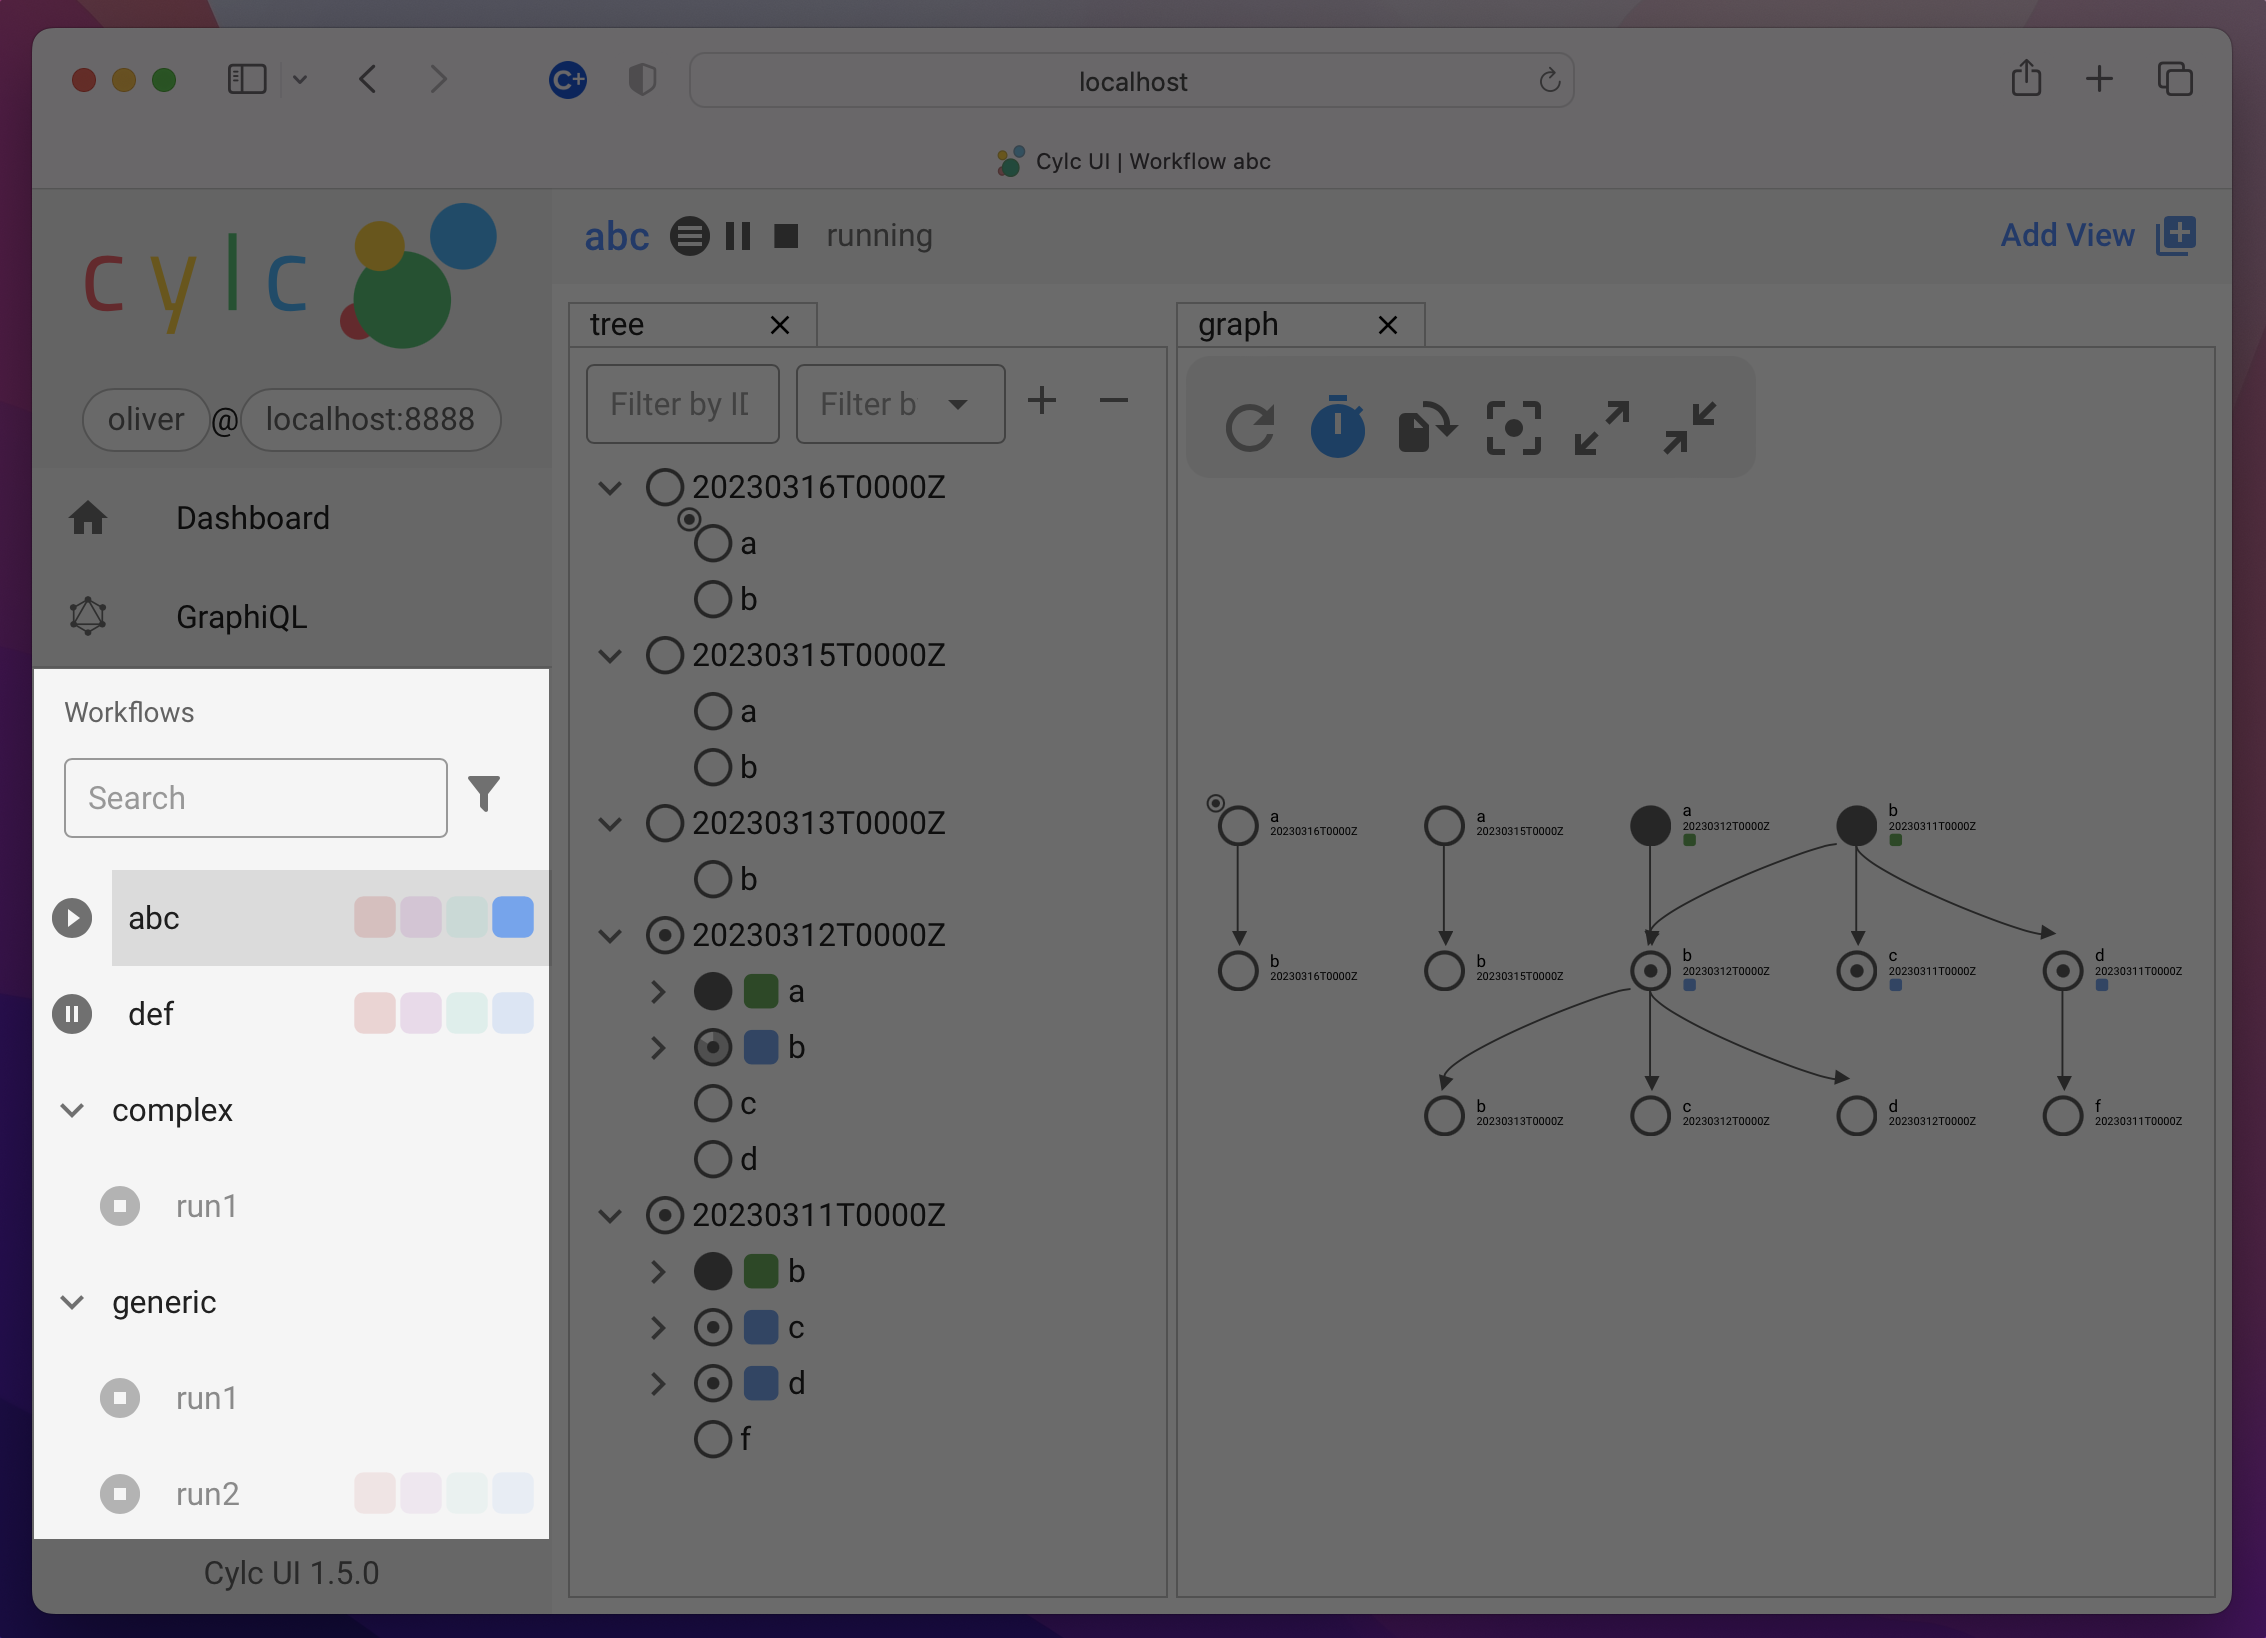 localhost
Cylc UI | Workflow abc
cylc
abc
running
Add View
oliver@localhost:8888
Dashboard
GraphiQL
Workflows
Search
abc
def
complex
run1
generic
run1
run2
Cylc UI 1.5.0
tree
Filter by ID
Filter b
20230316T0000Z
a
b
20230315T0000Z
a
b
20230313T0000Z
b
20230312T0000Z
a
b
c
d
20230311T0000Z
b
c
d
f
graph
a
20230316T0000Z
a
20230315T0000Z
a
20230312T0000Z
b
20230311T0000Z
b
20230316T0000Z
b
20230315T0000Z
b
20230312T0000Z
c
20230311T0000Z
d
20230311T0000Z
b
20230313T0000Z
c
20230312T0000Z
d
20230312T0000Z
f
20230311T0000Z